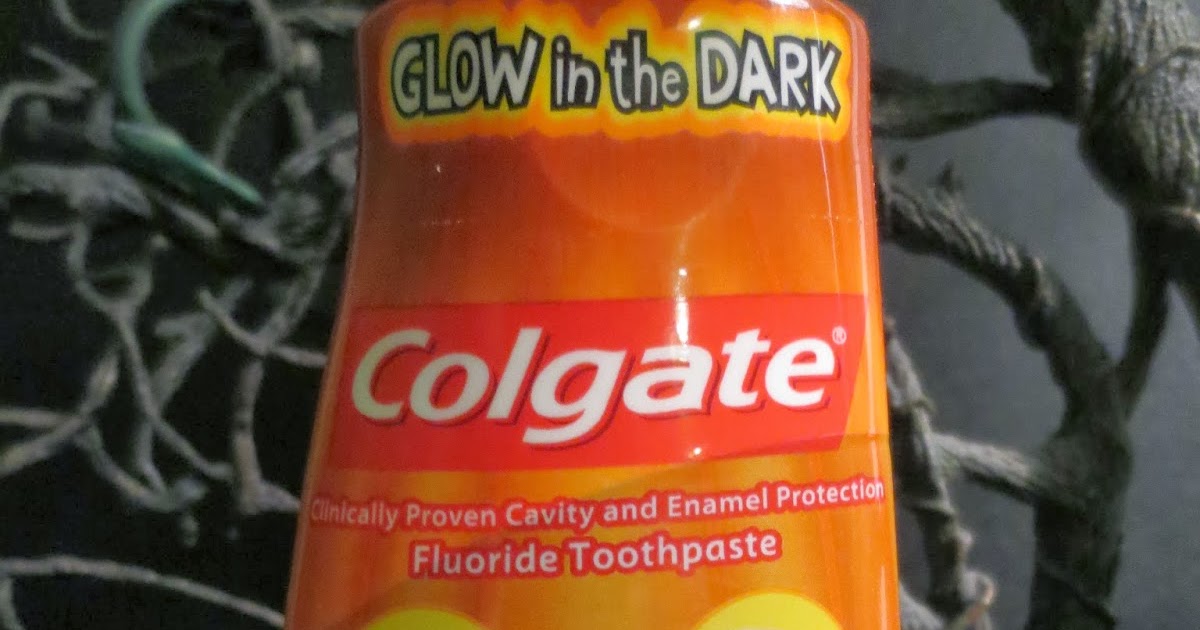 GLOW in the DARK
Colgate®
Clinically Proven Cavity and Enamel Protection
Fluoride Toothpaste